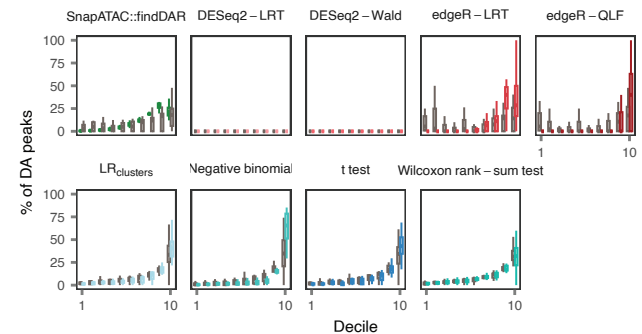 SnapATAC::findDAR DESeq2 – LRT DESeq2 – Wald edgeR – LRT edgeR – QLF
100
75
50
25
0
1 10
LRclusters Negative binomial t test Wilcoxon rank – sum test
100
75
50
25
0
1 10 1 10 1 10 1 10
% of DA peaks
Decile